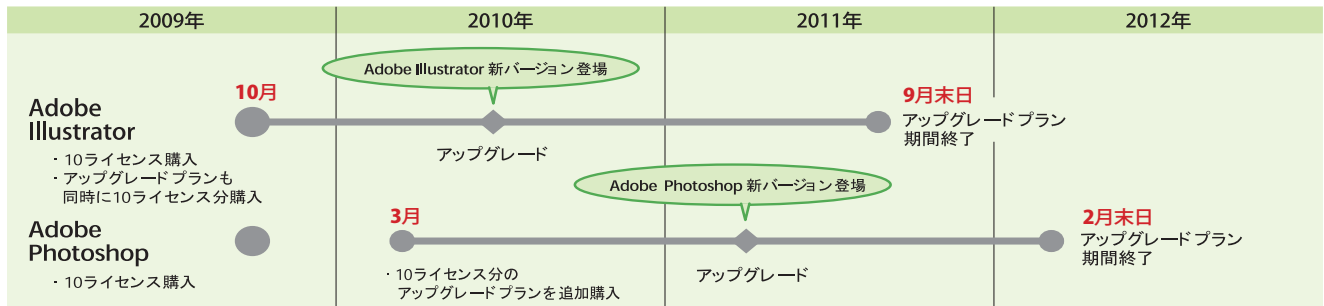 2009年
2010年
2011年
2012年
Adobe Illustrator 新バージョン登場
10月
9月末日
Adobe
Illustrator
アップグレードプラン
期間終了
アップグレード
・10ライセンス購入
・アップグレードプランも
同時に10ライセンス分購入
Adobe Photoshop 新バージョン登場
3月
2月末日
Adobe
Photoshop
アップグレードプラン
期間終了
アップグレード
・10ライセンス購入
・10ライセンス分の
アップグレードプランを追加購入